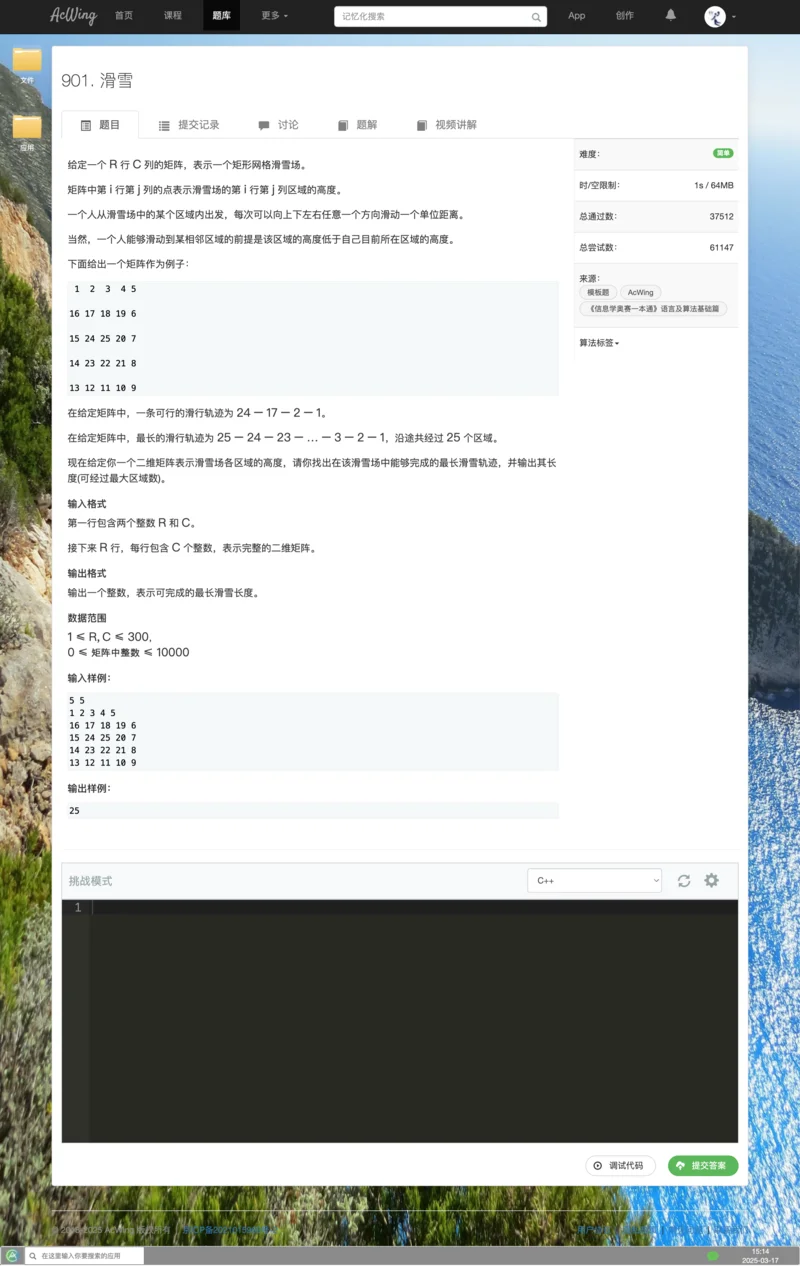 AcWing 首页 课程 题库 更多 记忆化搜索 App 创作
文件
应用
901. 滑雪
题目 提交记录 讨论 题解 视频讲解
给定一个 R 行 C 列的矩阵，表示一个矩形网格滑雪场。
矩阵中第 i 行第 j 列的点表示滑雪场的第 i 行第 j 列区域的高度。
一个人从滑雪场中的某个区域内出发，每次可以向上下左右任意一个方向滑动一个单位距离。
当然，一个人能够滑动到某相邻区域的前提是该区域的高度低于自己目前所在区域的高度。
下面给出一个矩阵作为例子：
1 2 3 4 5
16 17 18 19 6
15 24 25 20 7
14 23 22 21 8
13 12 11 10 9
在给定矩阵中，一条可行的滑行轨迹为 24 − 17 − 2 − 1。
在给定矩阵中，最长的滑行轨迹为 25 − 24 − 23 − … − 3 − 2 − 1，沿途共经过 25 个区域。
现在给定你一个二维矩阵表示滑雪场各区域的高度，请你找出在该滑雪场中能够完成的最长滑雪轨迹，并输出其长
度(可经过最大区域数)。
输入格式
第一行包含两个整数 R 和 C。
接下来 R 行，每行包含 C 个整数，表示完整的二维矩阵。
输出格式
输出一个整数，表示可完成的最长滑雪长度。
数据范围
1 ≤ R, C ≤ 300,
0 ≤ 矩阵中整数 ≤ 10000
输入样例：
5 5
1 2 3 4 5
16 17 18 19 6
15 24 25 20 7
14 23 22 21 8
13 12 11 10 9
输出样例：
25
难度： 简单
时/空限制： 1s / 64MB
总通过数： 37512
总尝试数： 61147
来源：
模板题 AcWing
《信息学奥赛一本通》语言及算法基础篇
算法标签
挑战模式 C++
1
调试代码 提交答案
AcWing 版权所有
在这里输入你要搜索的应用
15:14
2025-03-17